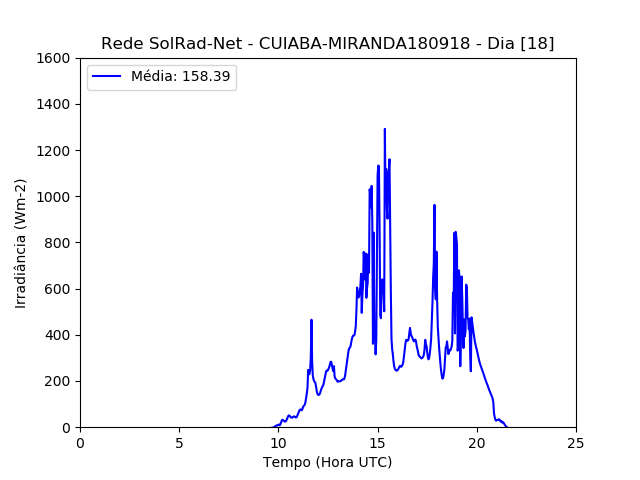 Rede SolRad-Net - CUIABA-MIRANDA180918 - Dia [18]
Média: 158.39
1600
1400
1200
1000
800
600
400
200
0
Irradiância (Wm-2)
0 5 10 15 20 25
Tempo (Hora UTC)